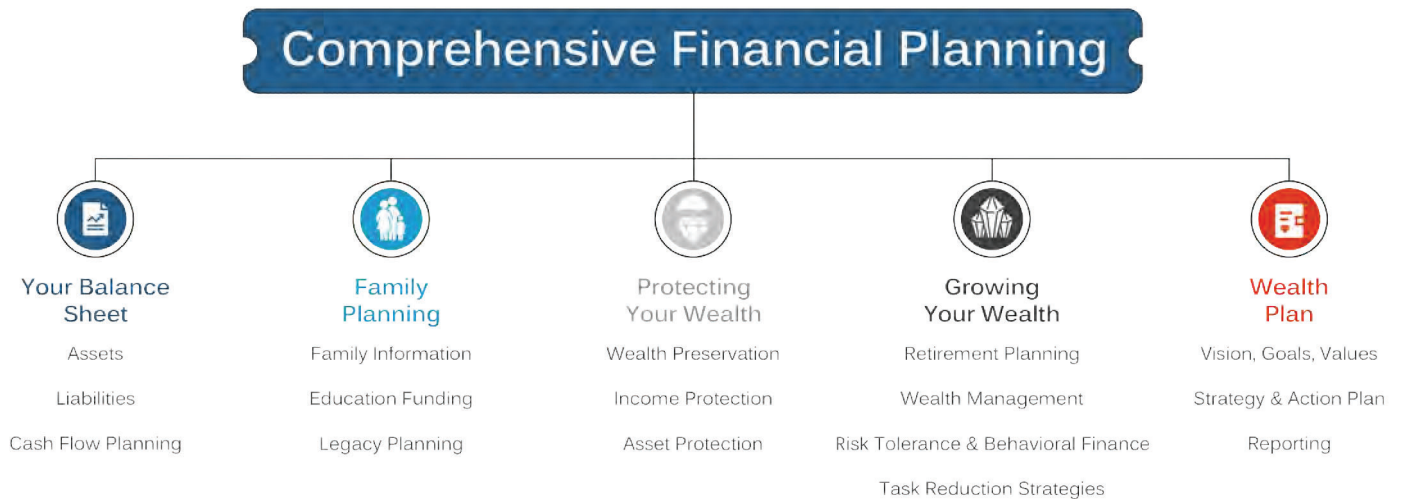 Comprehensive Financial Planning
Your Balance
Sheet
Assets
Liabilities
Cash Flow Planning
Family
Planning
Family Information
Education Funding
Legacy Planning
Protecting
Your Wealth
Wealth Preservation
Income Protection
Asset Protection
Growing
Your Wealth
Retirement Planning
Wealth Management
Risk Tolerance & Behavioral Finance
Task Reduction Strategies
Wealth
Plan
Vision, Goals, Values
Strategy & Action Plan
Reporting